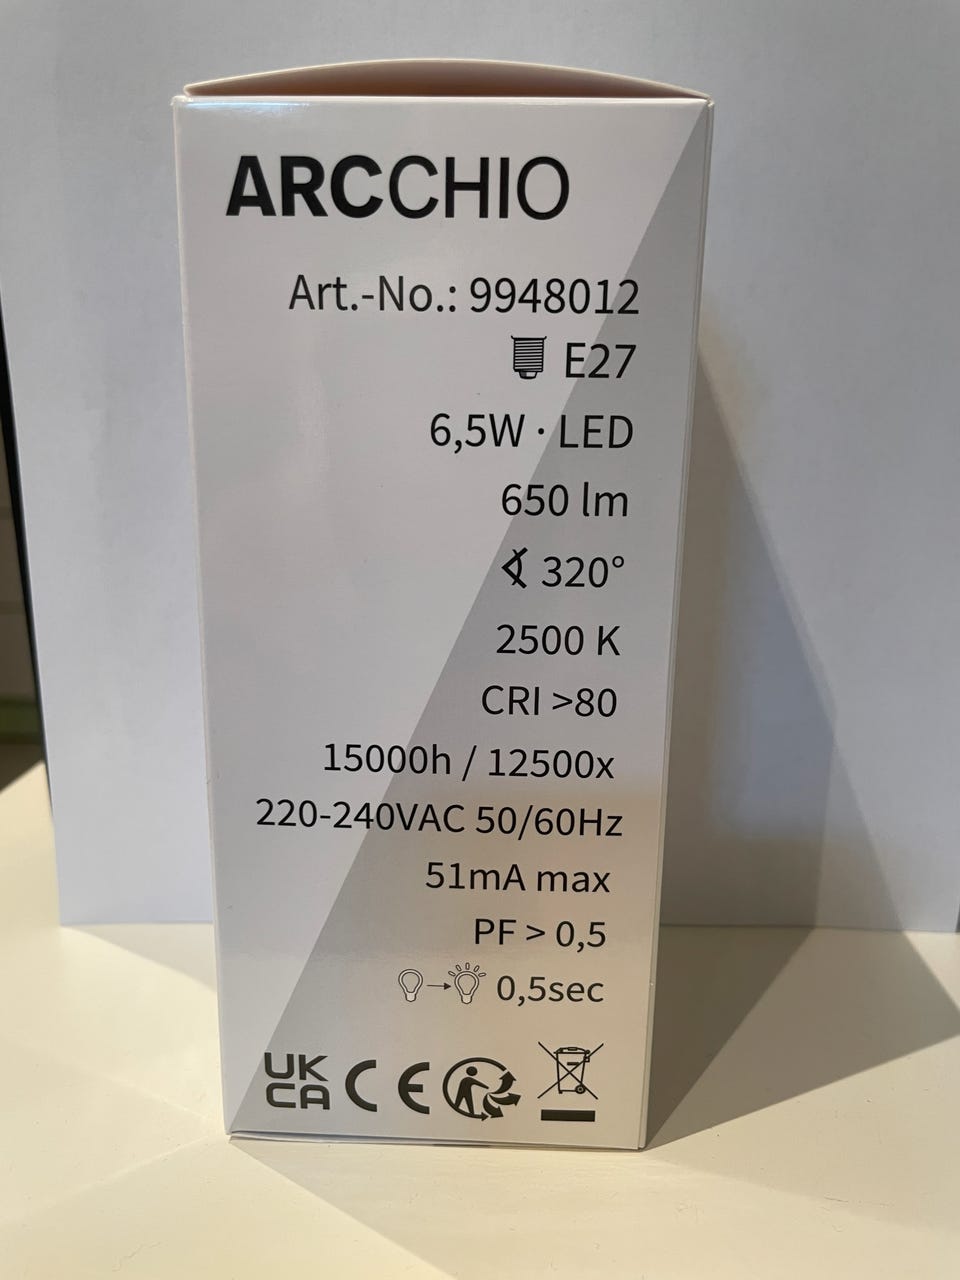 ARCCHIO
Art.-No.: 9948012
E27
6,5W · LED
650 lm
320°
2500 K
CRI >80
15000h / 12500x
220-240VAC 50/60Hz
51mA max
PF > 0,5
0,5sec
UK
CA CE